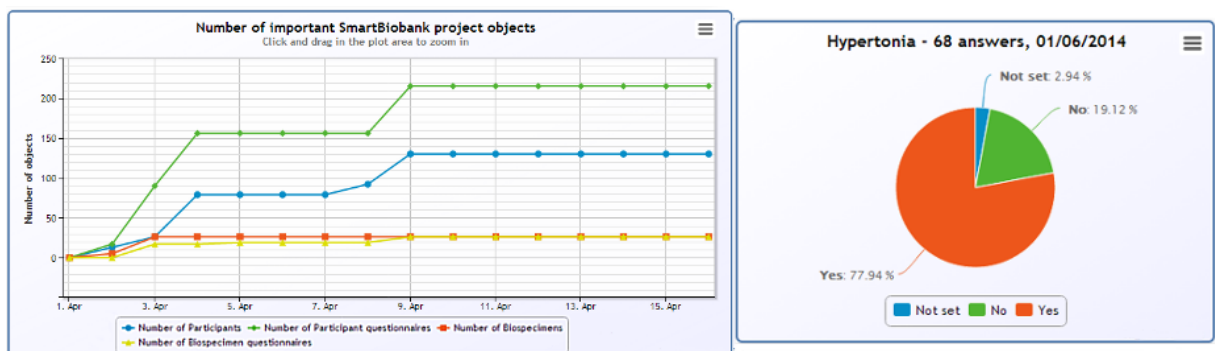 Number of important SmartBiobank project objects
Click and drag in the plot area to zoom in
250
200
150
100
50
0
Number of objects
1. Apr 3. Apr 5. Apr 7. Apr 9. Apr 11. Apr 13. Apr 15. Apr
Number of Participants Number of Participant questionnaires Number of Biospecimens
Number of Biospecimen questionnaires
Hypertonia - 68 answers, 01/06/2014
Not set: 2.94 %
No: 19.12 %
Yes: 77.94 %
Not set No Yes